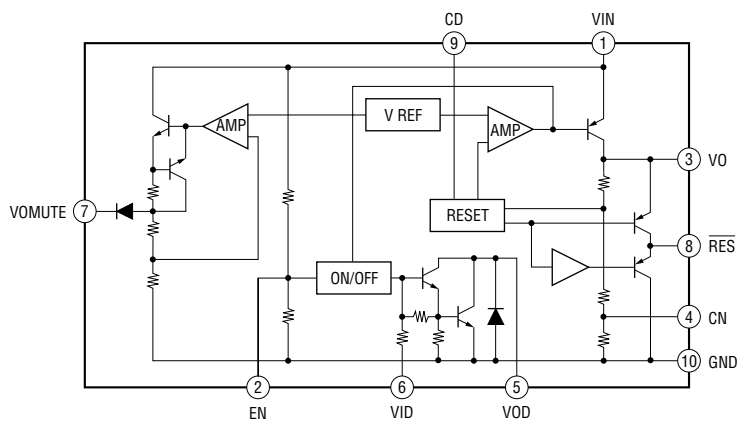 CD
VIN
9
1
AMP
V REF
AMP
3
VO
VOMUTE
7
RESET
8
RES
ON/OFF
4
CN
10
GND
2
6
5
EN
VID
VOD